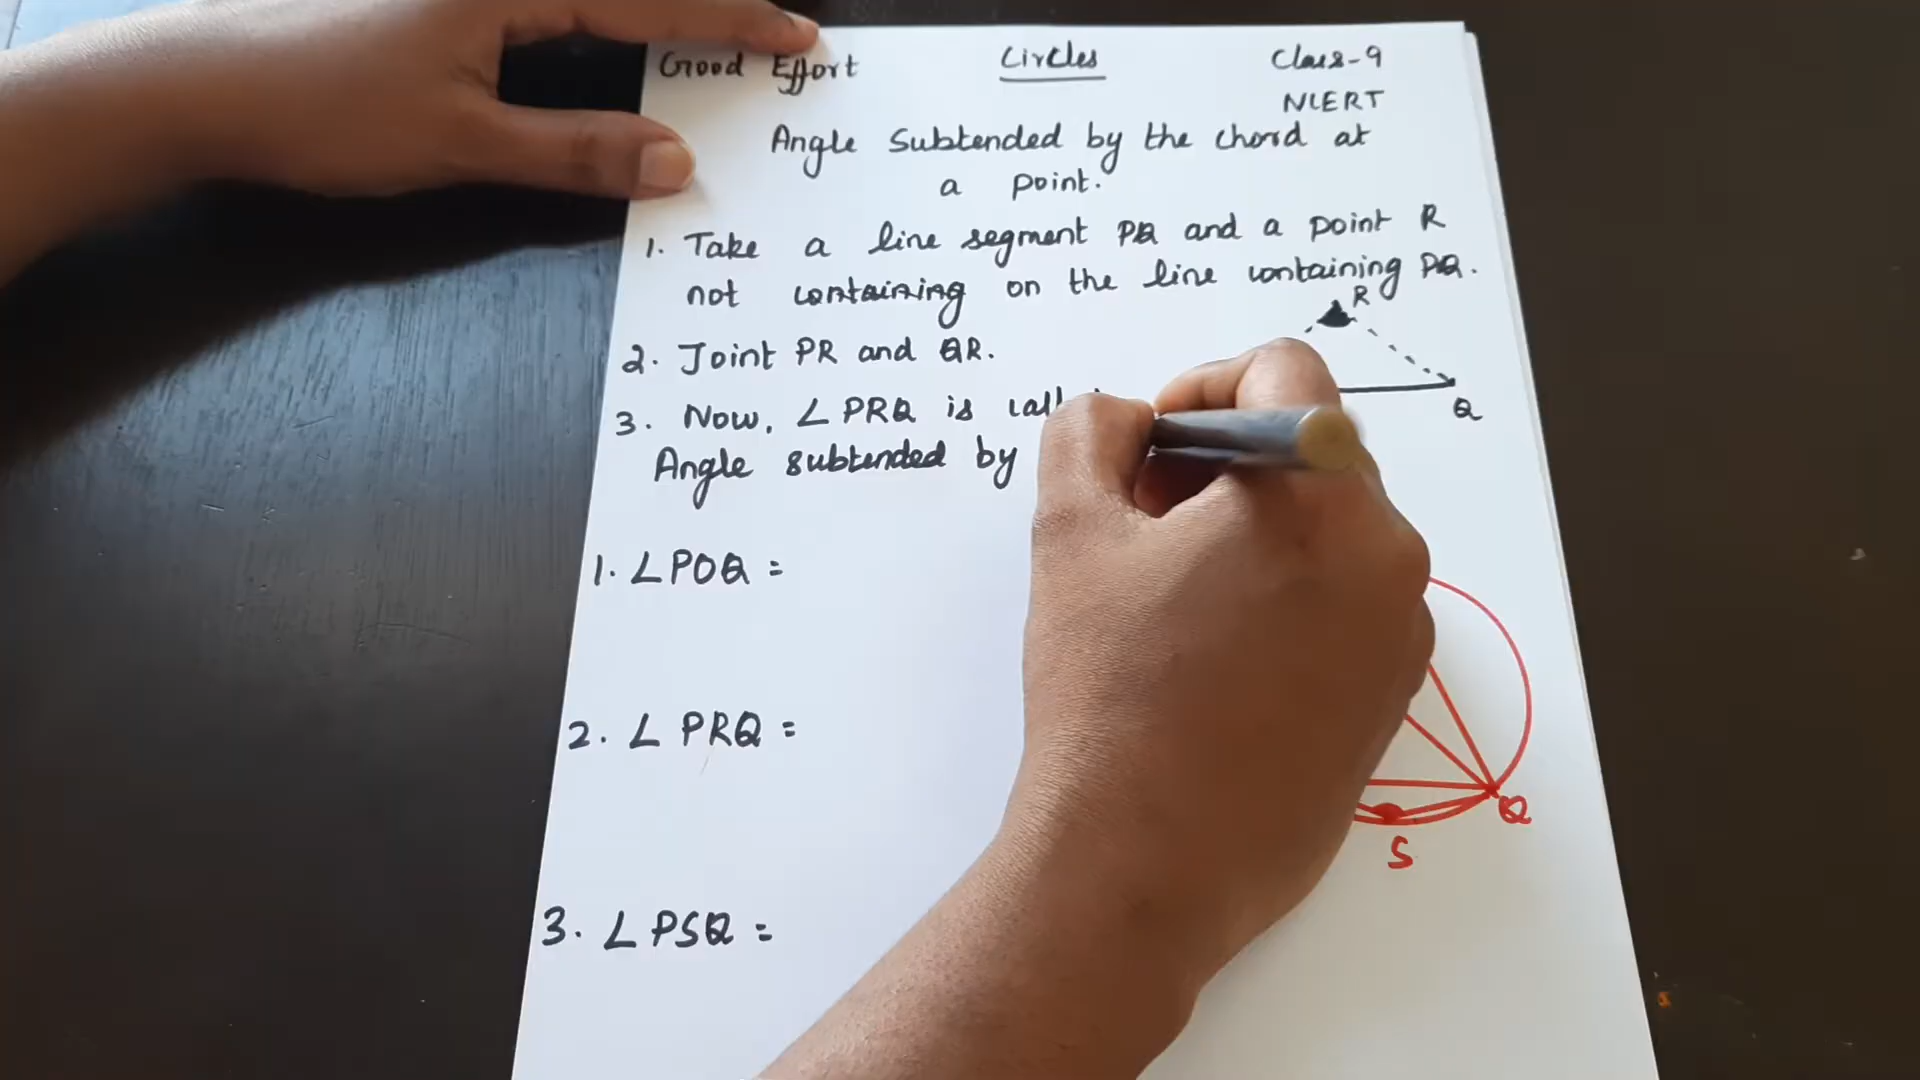 Good Effort Circles Class-9
NCERT
Angle Subtended by the chord at
a point.
1. Take a line segment PQ and a point R
not containing on the line containing PQ.
R
2. Joint PR and QR.
Q
3. Now, ∠PRQ is
Angle subtended by
1. ∠POQ =
2. ∠PRQ =
Q
S
3. ∠PSQ =